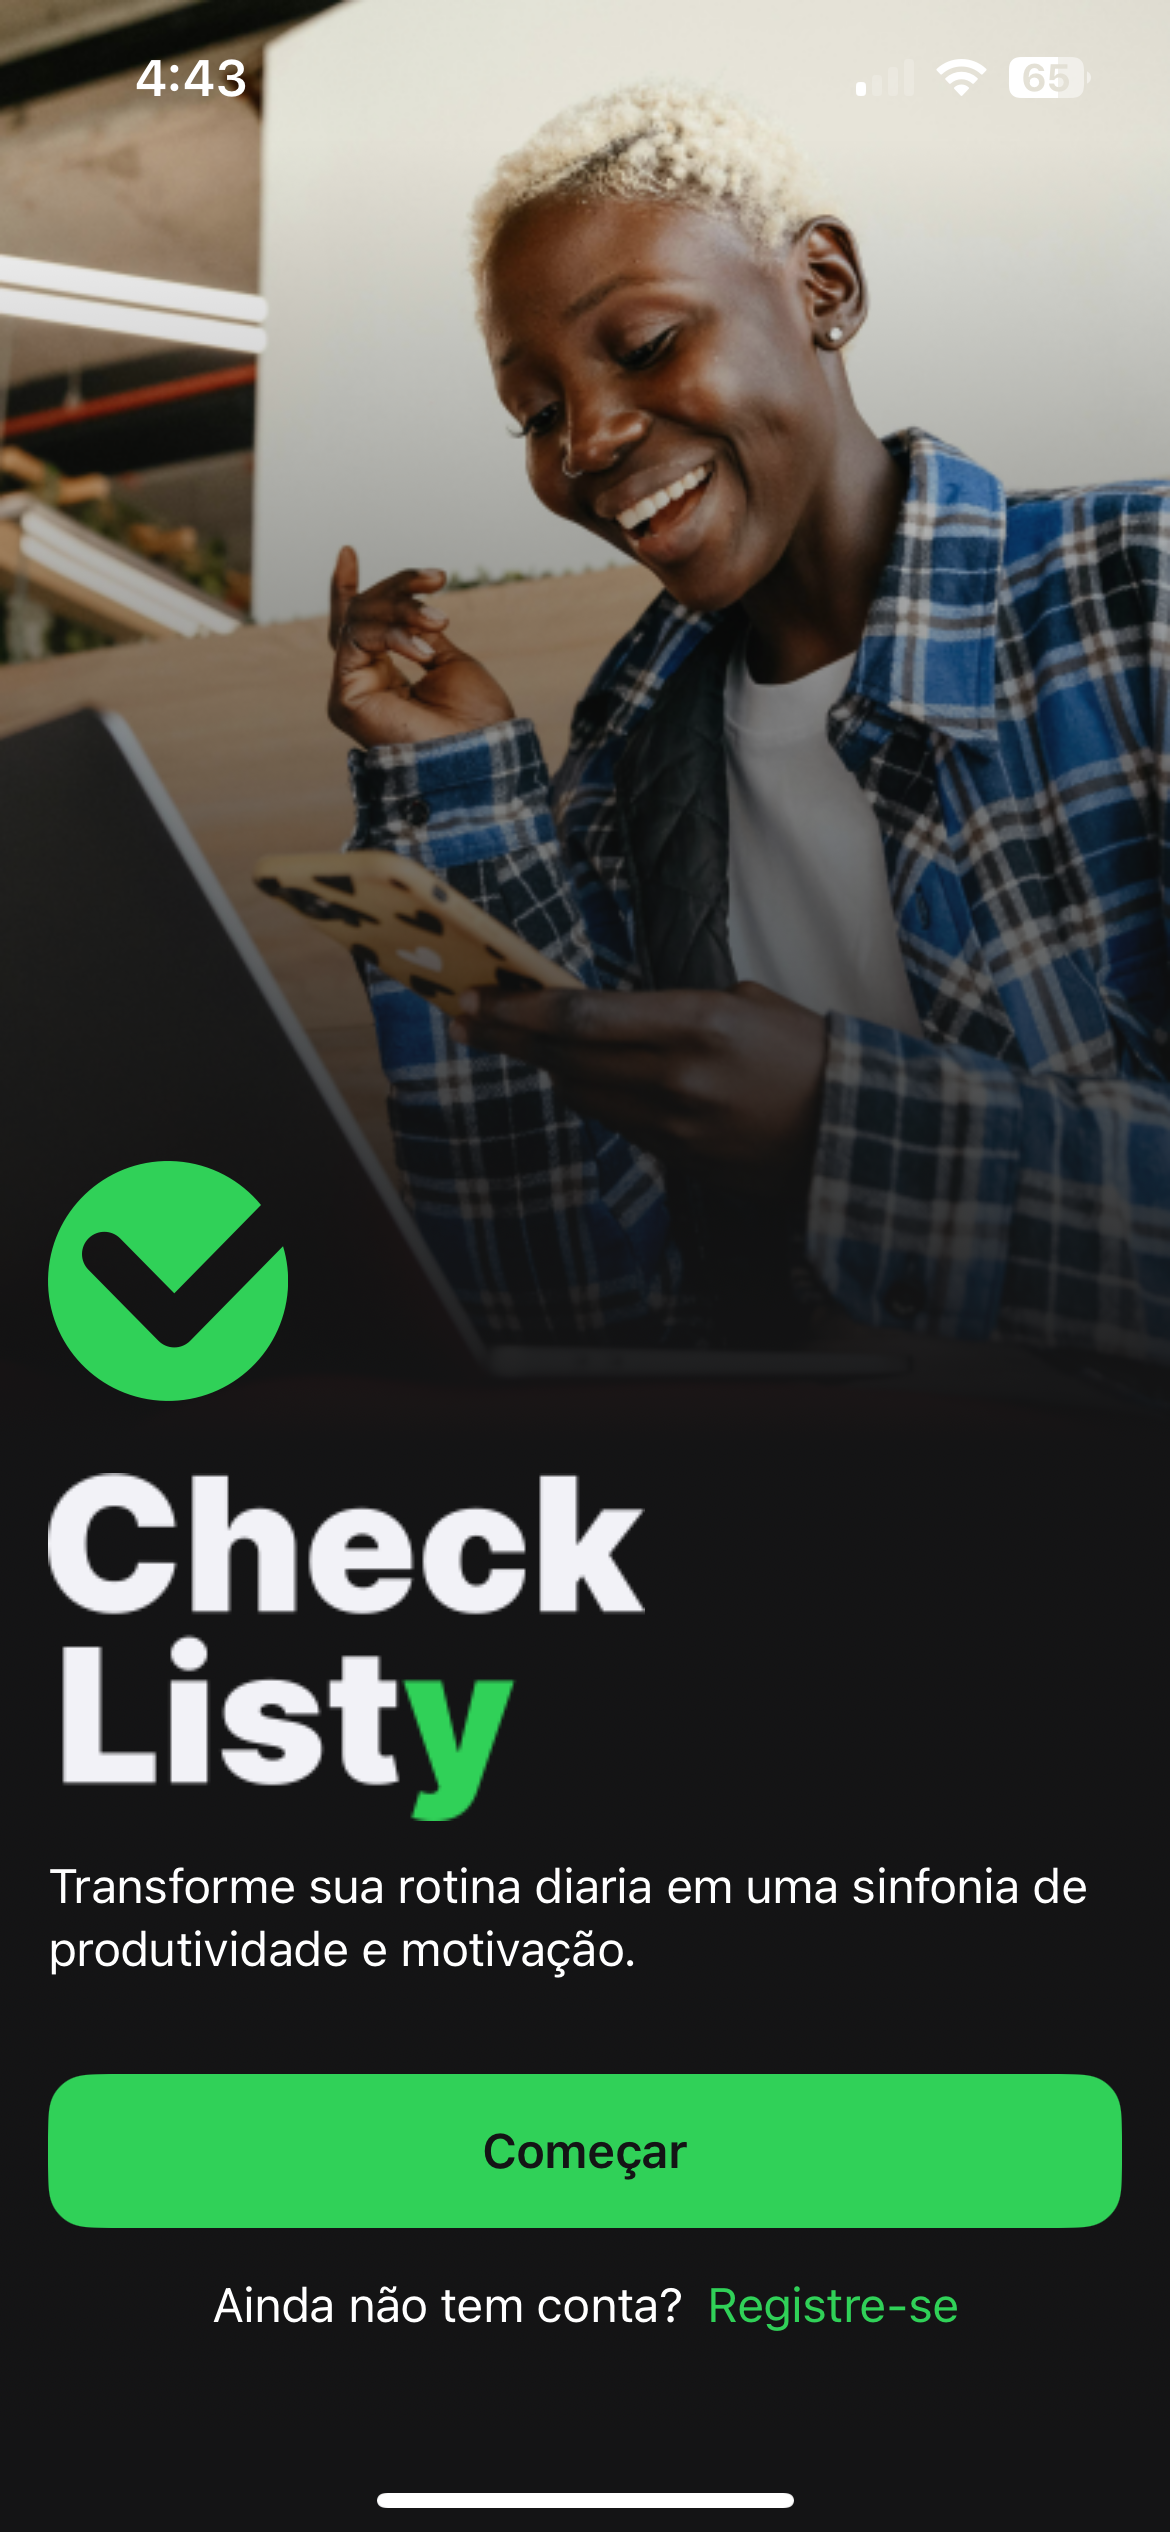 4:43
65
Check
Listy
Transforme sua rotina diaria em uma sinfonia de
produtividade e motivação.
Começar
Ainda não tem conta? Registre-se